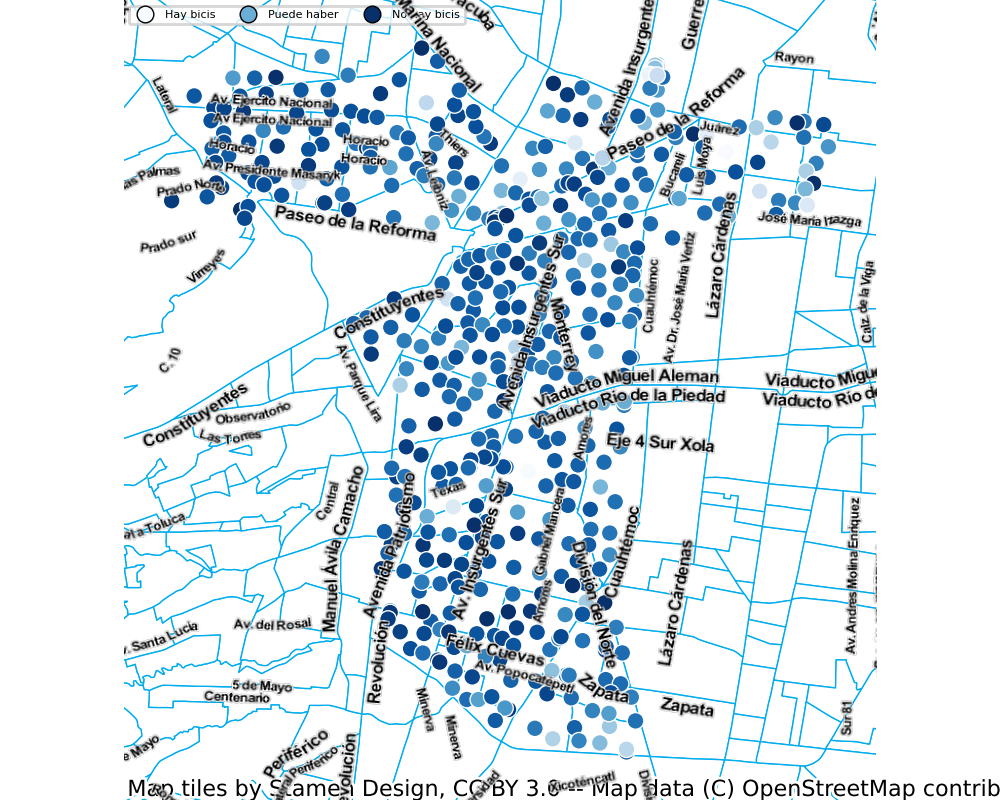 Hay bicis
Puede haber
No hay bicis
Marina Nacional
Avenida Insurgente
Guerre
Rayon
Lateral
Av. Ejercito Nacional
Av Ejercito Nacional
Paseo de la Reforma
Juárez
Horacio
Horacio
Horacio
Thiers
Bucareli
Luis Moya
Av. Presidente Masaryk
as Palmas
Prado Norte
Av. Leibniz
Paseo de la Reforma
José María Izazga
Prado sur
Virreyes
Lázaro Cárdenas
Cuauhtémoc
Av. Dr. José María Vertiz
Calz. de la Viga
Avenida Insurgentes Sur
Constituyentes
Monterrey
C. 10
Av. Parque Lira
Viaducto Miguel Aleman
Viaducto Migue
Viaducto Rio de la Piedad
Viaducto Rio de
Constituyentes
Observatorio
Las Torres
Amores
Eje 4 Sur Xola
Texas
Central
Manuel Ávila Camacho
Avenida Patriotismo
Av. Insurgentes Sur
Gabriel Mancera
Cuauhtémoc
Av. Andres Molina Enriquez
Toluca
División del Norte
Lázaro Cárdenas
Amores
Av. Santa Lucia
Av. del Rosal
Revolución
Félix Cuevas
Av. Popocatepetl
Zapata
Zapata
5 de Mayo
Centenario
Minerva
Minerva
Sur 81
e Mayo
Periférico
Periferico
volución
Xicoténcatl
Map tiles by Stamen Design, CC BY 3.0 -- Map data (C) OpenStreetMap contrib